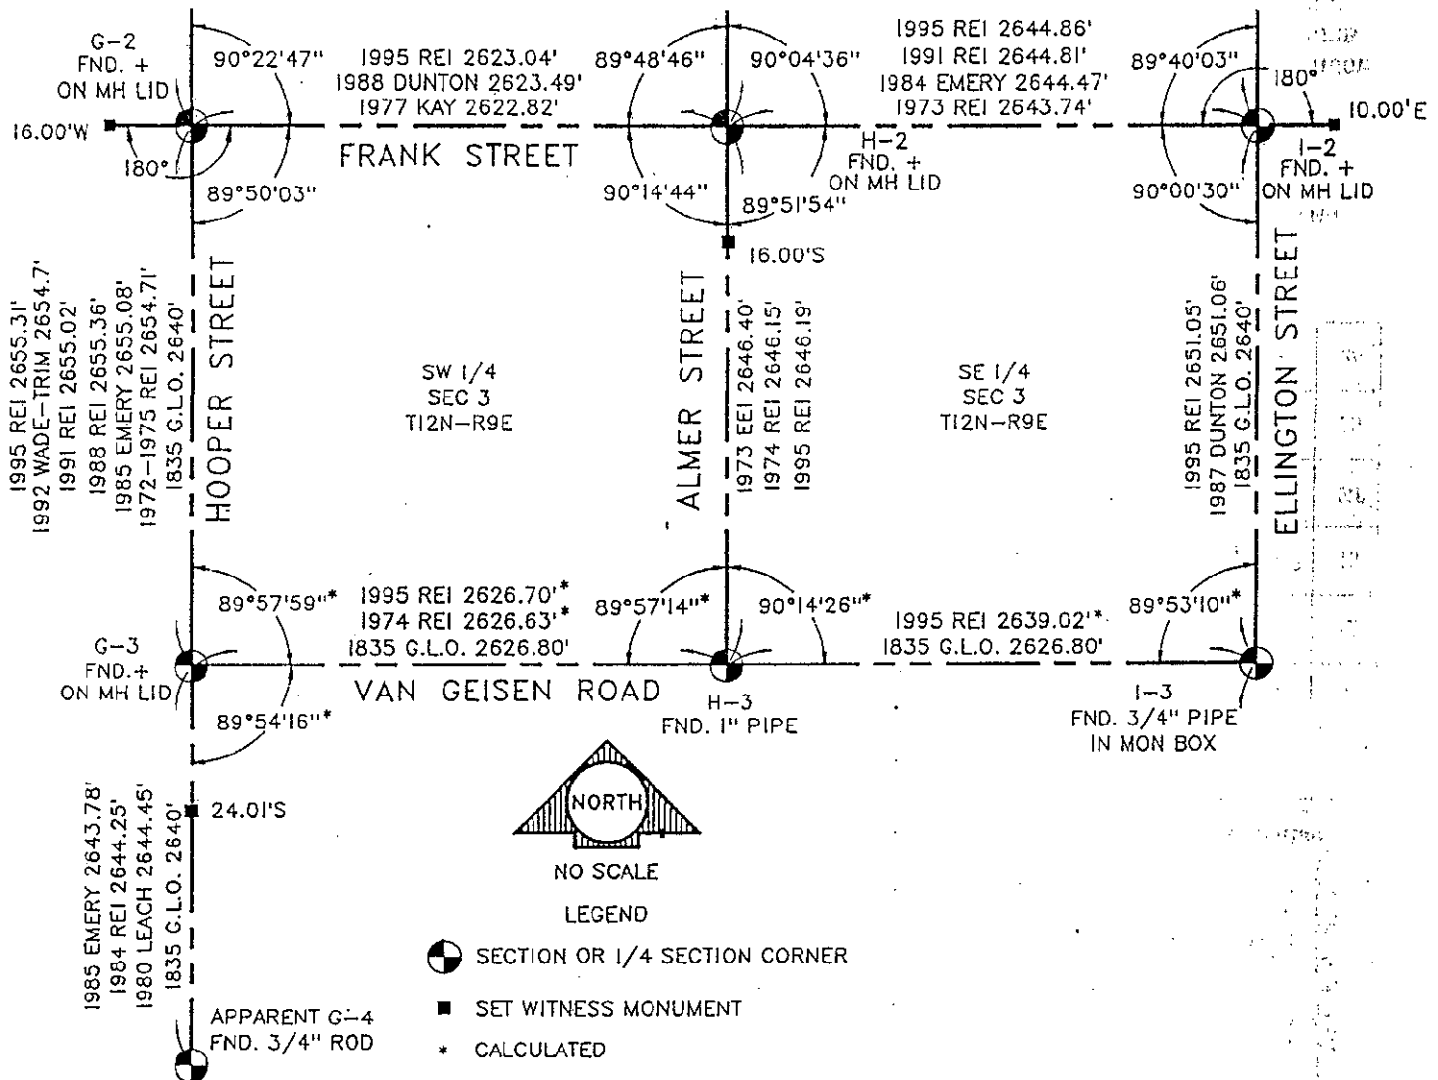 G-2
FND. +
ON MH LID
90°22'47"
1995 REI 2623.04'
1988 DUNTON 2623.49'
1977 KAY 2622.82'
89°48'46"
90°04'36"
1995 REI 2644.86'
1991 REI 2644.81'
1984 EMERY 2644.47'
1973 REI 2643.74'
89°40'03"
180°
10.00'E
16.00'W
180°
FRANK STREET
H-2
FND. +
ON MH LID
I-2
FND. +
ON MH LID
89°50'03"
90°14'44"
89°51'54"
90°00'30"
16.00'S
1995 REI 2655.31'
1992 WADE-TRIM 2654.7'
1991 REI 2655.02'
1988 REI 2655.36'
1985 EMERY 2655.08'
1972-1975 REI 2654.71'
1835 G.L.O. 2640'
HOOPER STREET
SW 1/4
SEC 3
T12N-R9E
ALMER STREET
1973 EEI 2646.40'
1974 REI 2646.15'
1995 REI 2646.19'
SE 1/4
SEC 3
T12N-R9E
1995 REI 2651.05'
1987 DUNTON 2651.06'
1835 G.L.O. 2640'
ELLINGTON STREET
89°57'59"*
1995 REI 2626.70'*
1974 REI 2626.63'*
1835 G.L.O. 2626.80'
89°57'14"*
90°14'26"*
1995 REI 2639.02'*
1835 G.L.O. 2626.80'
89°53'10"*
G-3
FND.+
ON MH LID
VAN GEISEN ROAD
H-3
FND. 1" PIPE
I-3
FND. 3/4" PIPE
IN MON BOX
89°54'16"*
24.01'S
1985 EMERY 2643.78'
1984 REI 2644.25'
1980 LEACH 2644.45'
1835 G.L.O. 2640'
NORTH
NO SCALE
LEGEND
SECTION OR 1/4 SECTION CORNER
SET WITNESS MONUMENT
* CALCULATED
APPARENT G-4
FND. 3/4" ROD